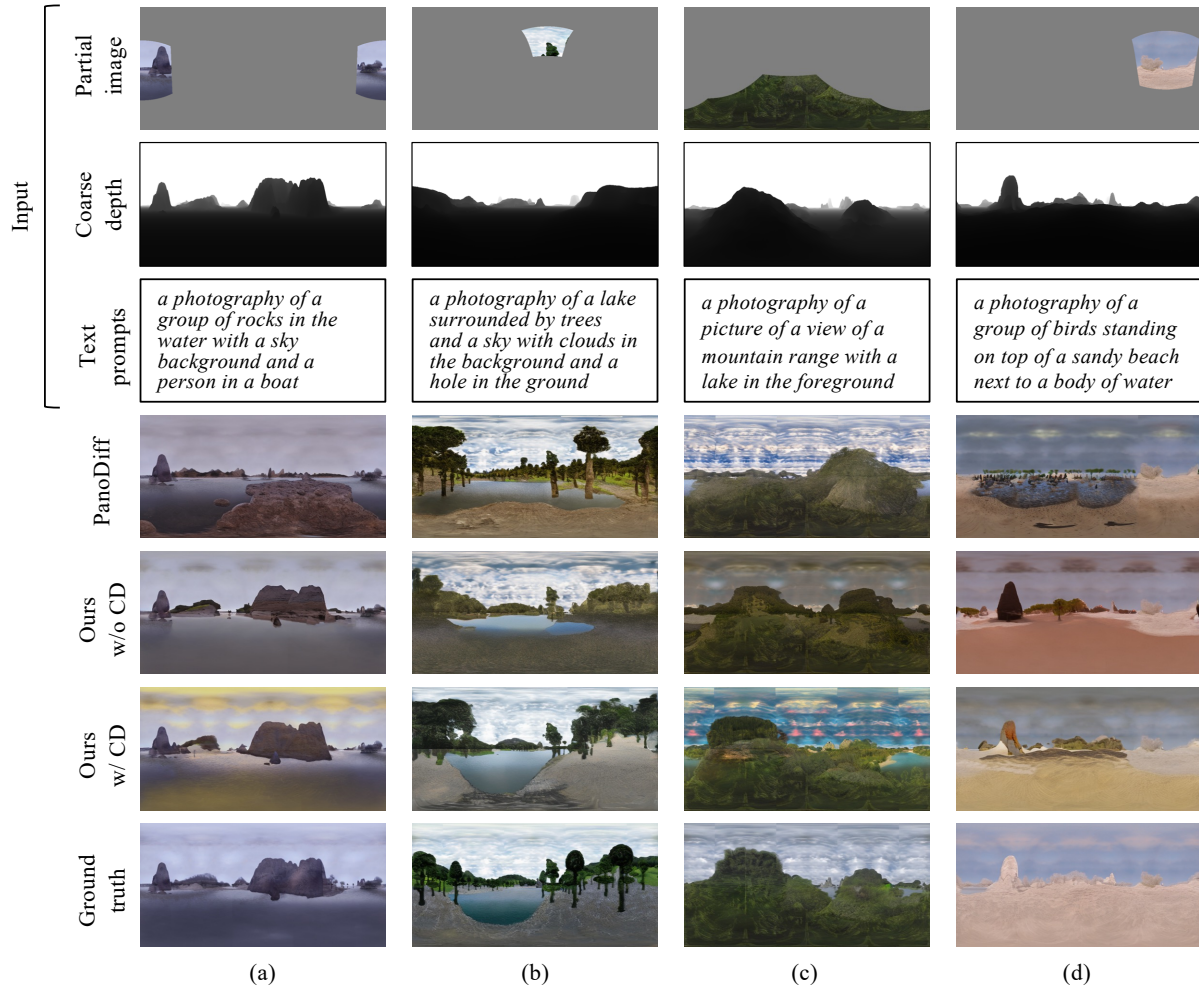 Input
Partial
image
Coarse
depth
Text
prompts
a photography of a
group of rocks in the
water with a sky
background and a
person in a boat
a photography of a lake
surrounded by trees
and a sky with clouds in
the background and a
hole in the ground
a photography of a
picture of a view of a
mountain range with a
lake in the foreground
a photography of a
group of birds standing
on top of a sandy beach
next to a body of water
PanoDiff
Ours
w/o CD
Ours
w/ CD
Ground
truth
(a)
(b)
(c)
(d)